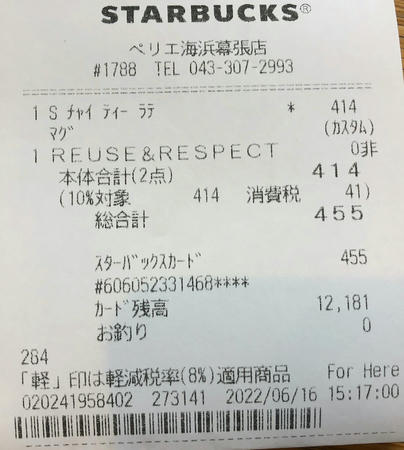 STARBUCKS®
ペリエ海浜幕張店
#1788 TEL 043-307-2993
1 S ﾁｬｲ ﾃｨｰ ﾗﾃ * 414
ﾏｸﾞ (ｶｽﾀﾑ)
1 REUSE&RESPECT 0非
本体合計(2点) 414
(10%対象 414 消費税 41)
総合計 455
ｽﾀｰﾊﾞｯｸｽｶｰﾄﾞ 455
#606052331468****
ｶｰﾄﾞ残高 12,181
お釣り 0
284
「軽」印は軽減税率(8%)適用商品 For Here
020241958402 273141 2022/06/16 15:17:00